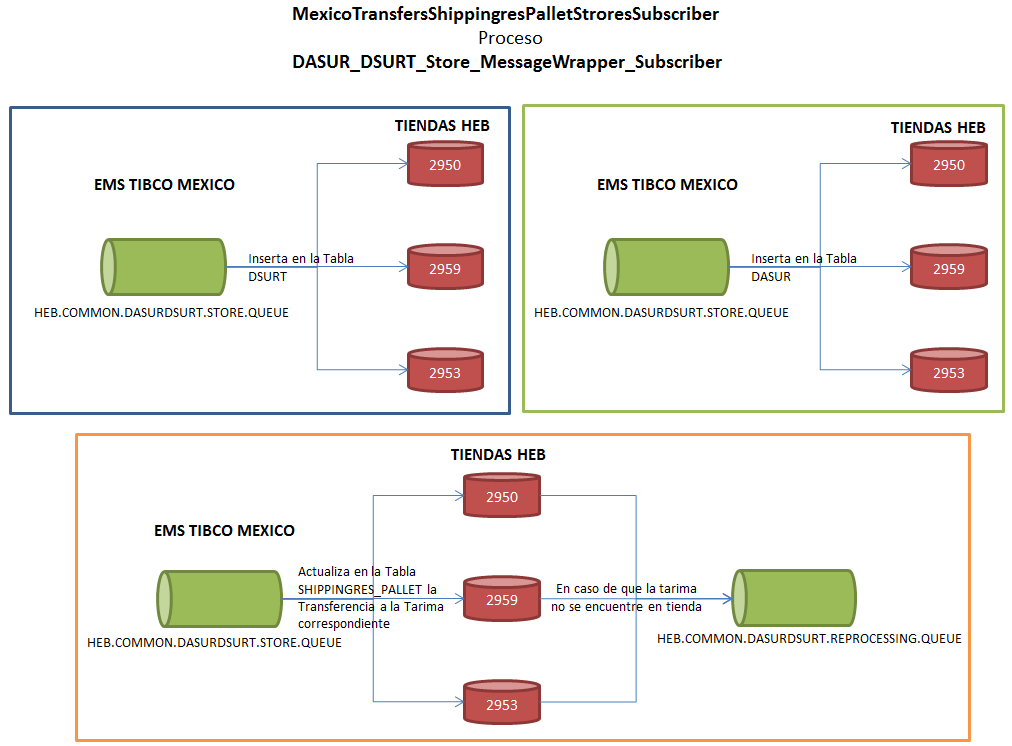 MexicoTransfersShippingresPalletStroresSubscriber
Proceso
DASUR_DSURT_Store_MessageWrapper_Subscriber
TIENDAS HEB
2950
EMS TIBCO MEXICO
Inserta en la Tabla
DSURT
2959
HEB.COMMON.DASURDSURT.STORE.QUEUE
2953
TIENDAS HEB
2950
EMS TIBCO MEXICO
Inserta en la Tabla
DASUR
2959
HEB.COMMON.DASURDSURT.STORE.QUEUE
2953
TIENDAS HEB
2950
EMS TIBCO MEXICO
Actualiza en la Tabla
SHIPPINGRES_PALLET la
Transferencia a la Tarima
correspondiente
2959
En caso de que la tarima
no se encuentre en tienda
HEB.COMMON.DASURDSURT.STORE.QUEUE
HEB.COMMON.DASURDSURT.REPROCESSING.QUEUE
2953